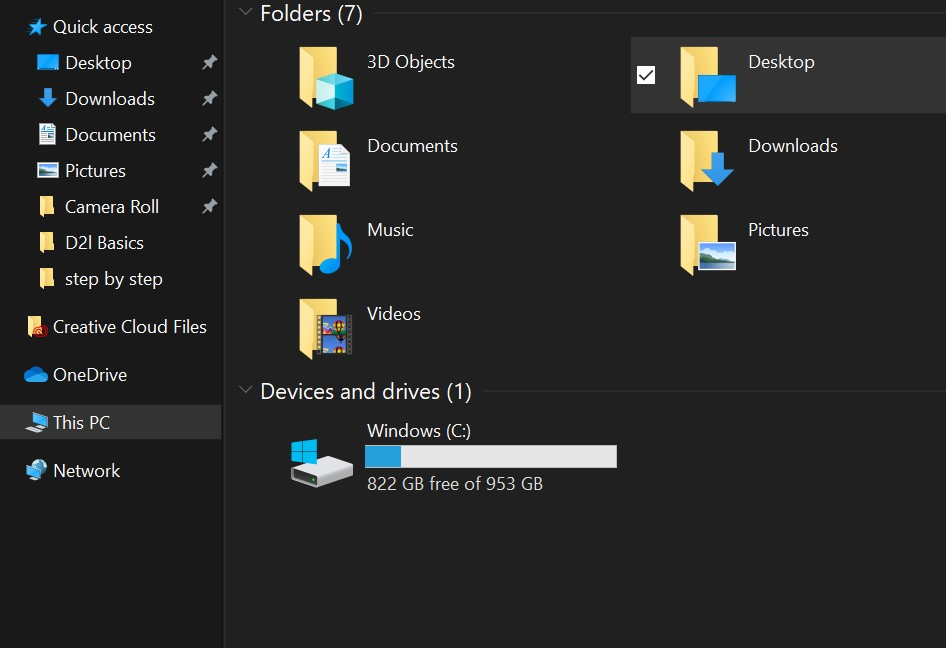 Quick access
Desktop
Downloads
Documents
Pictures
Camera Roll
D2l Basics
step by step
Creative Cloud Files
OneDrive
This PC
Network
Folders (7)
3D Objects
Desktop
Documents
Downloads
Music
Pictures
Videos
Devices and drives (1)
Windows (C:)
822 GB free of 953 GB